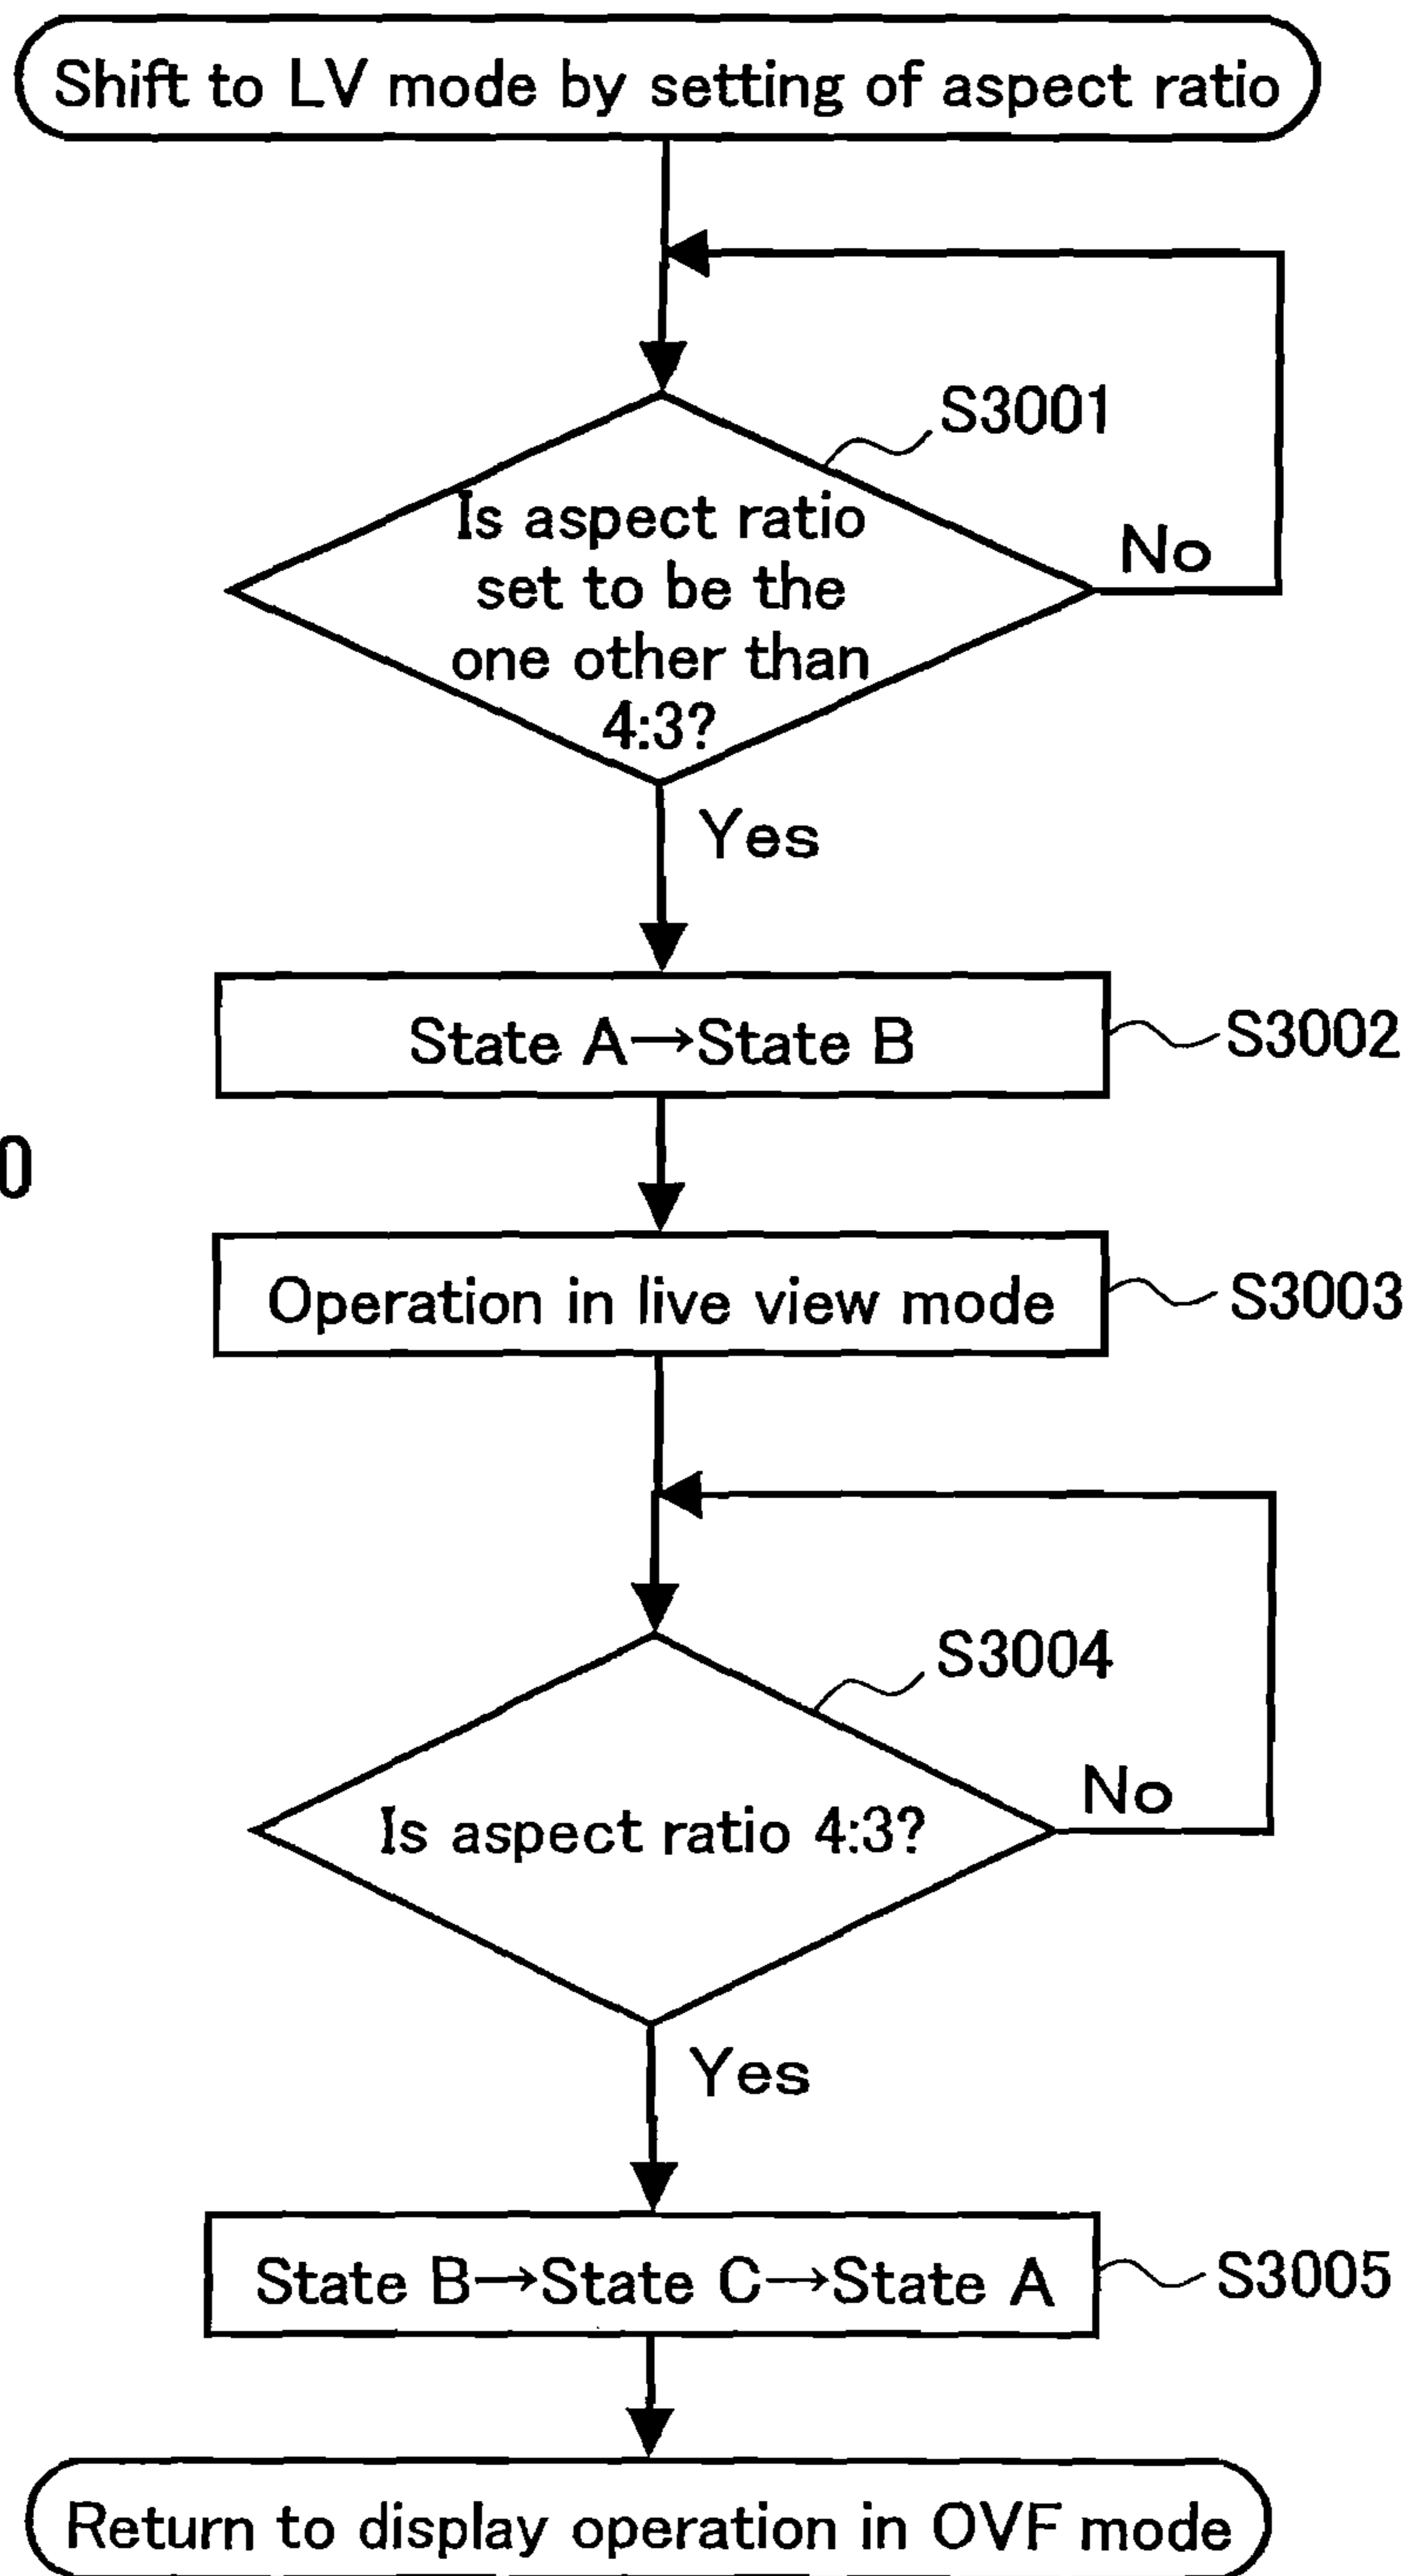 Shift to LV mode by setting of aspect ratio
S3001
Is aspect ratio
set to be the
one other than
4:3?
No
Yes
State A→State B
S3002
0
Operation in live view mode
S3003
S3004
Is aspect ratio 4:3?
No
Yes
State B→State C→State A
S3005
Return to display operation in OVF mode